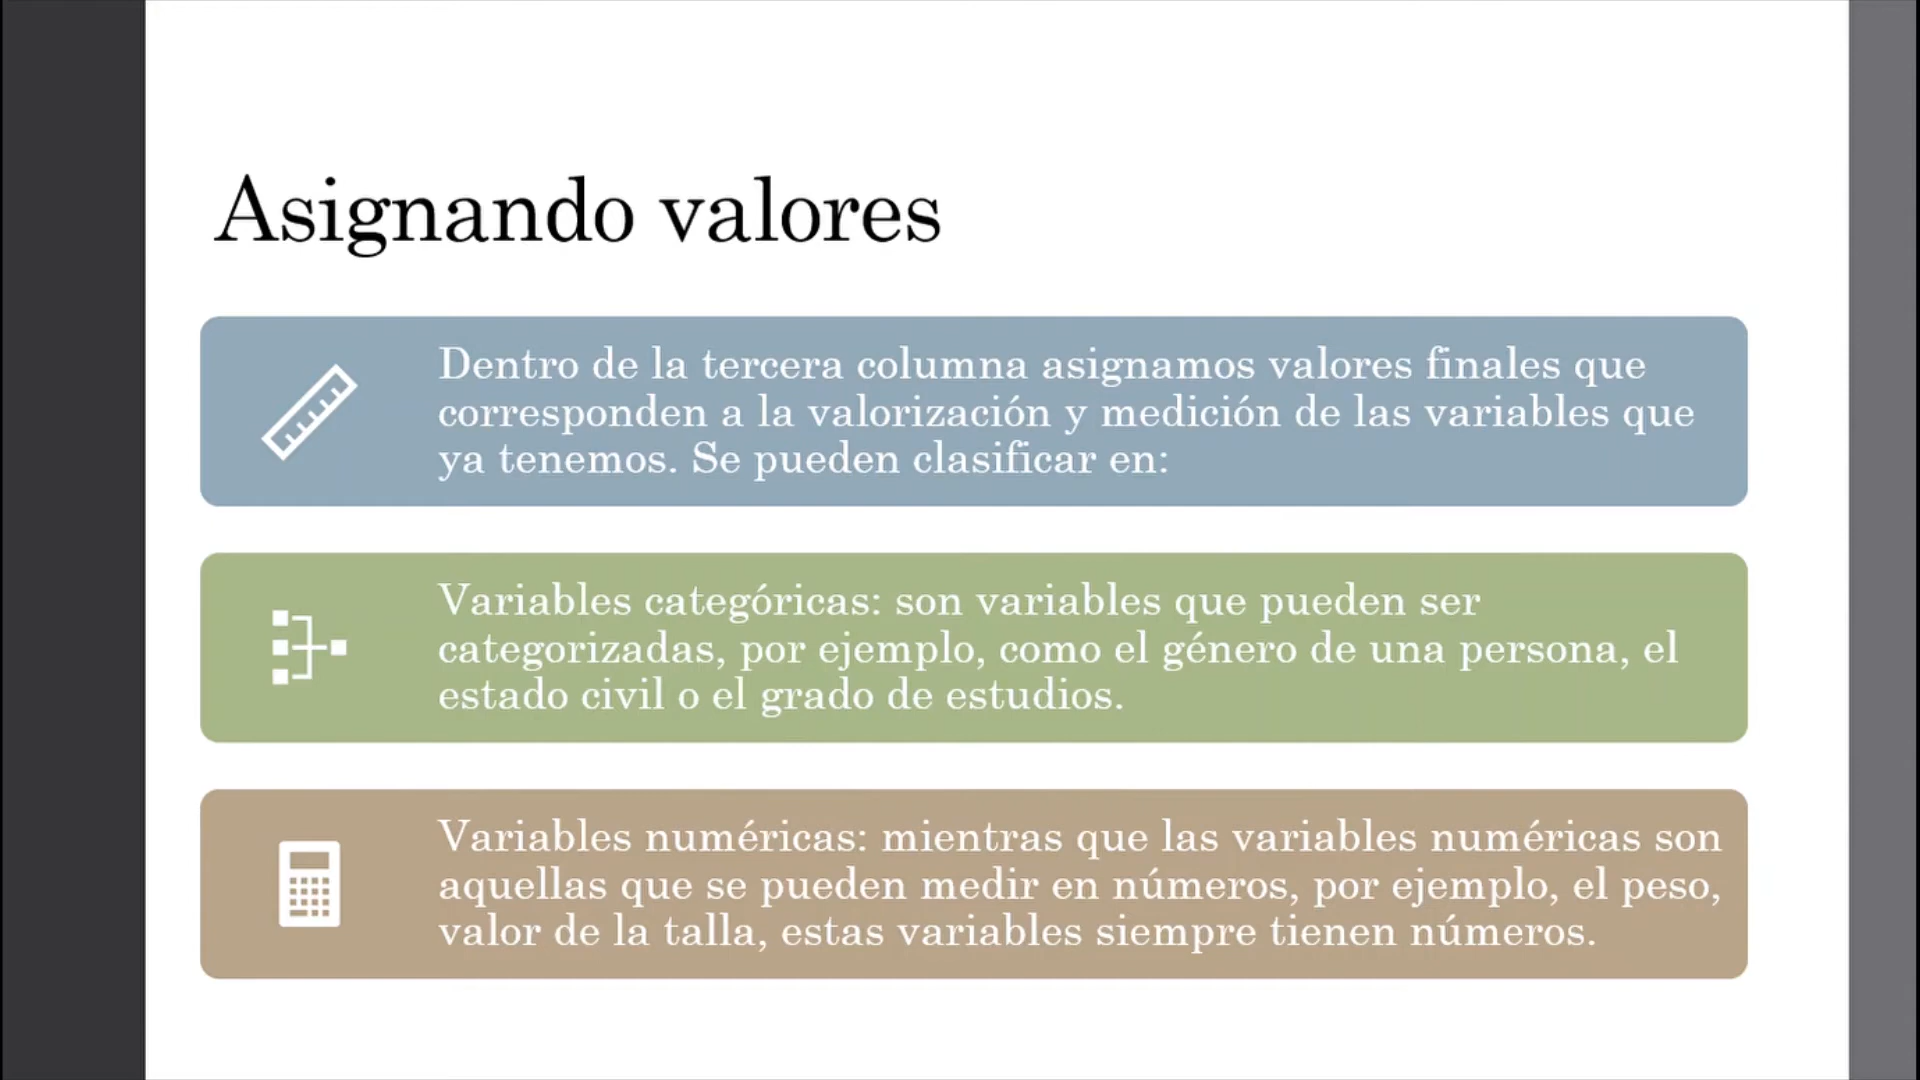 Asignando valores
Dentro de la tercera columna asignamos valores finales que
corresponden a la valorización y medición de las variables que
ya tenemos. Se pueden clasificar en:
Variables categóricas: son variables que pueden ser
categorizadas, por ejemplo, como el género de una persona, el
estado civil o el grado de estudios.
Variables numéricas: mientras que las variables numéricas son
aquellas que se pueden medir en números, por ejemplo, el peso,
valor de la talla, estas variables siempre tienen números.